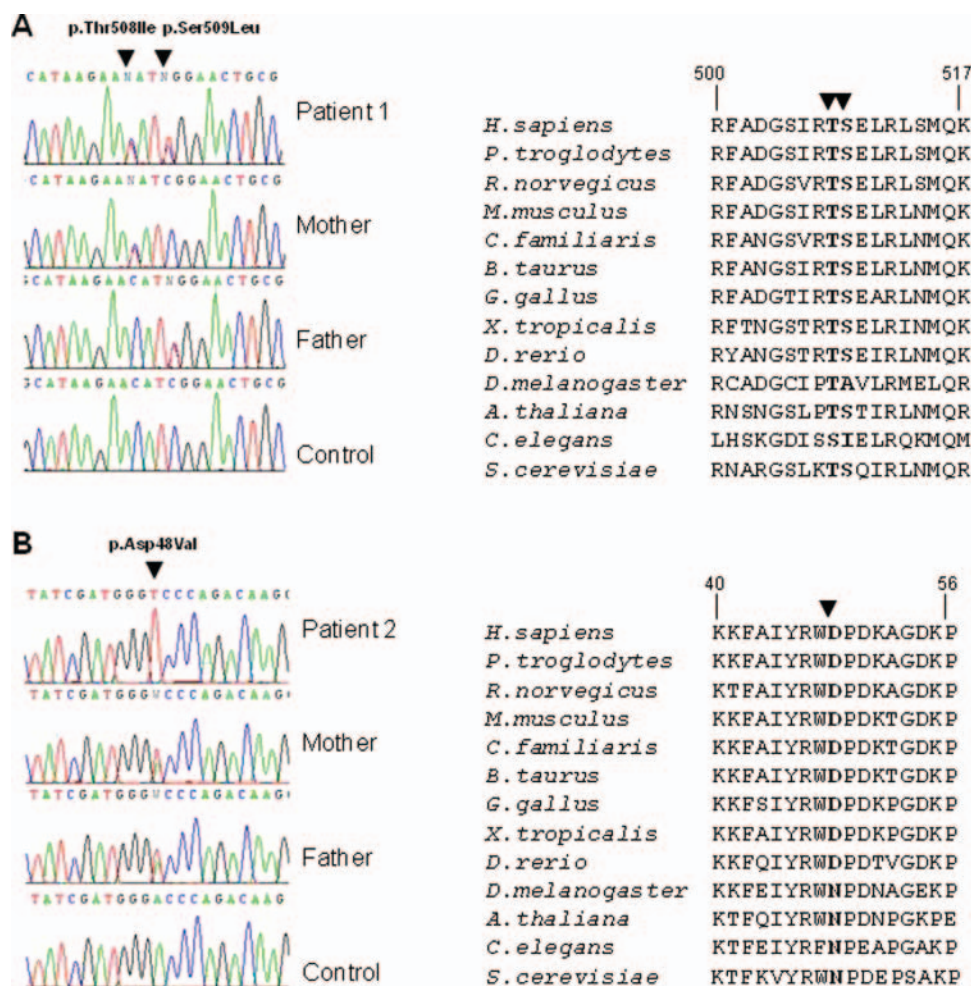 A
p.Thr508Ile p.Ser509Leu
CATAAGAANATNGGAACTGCG
Patient 1
CATAAGAANATCGGAACTGCG
Mother
GCATAAGAACATNGGAACTGCG
Father
GCATAAGAACATCGGAACTGCG
Control
500 517
H.sapiens RFADGSIRTSELRLSMQK
P.troglodytes RFADGSIRTSELRLSMQK
R.norvegicus RFADGSVRTSELRLSMQK
M.musculus RFADGSIRTSELRLNMQK
C.familiaris RFANGSVRTSELRLNMQK
B.taurus RFANGSIRTSELRLNMQK
G.gallus RFADGTIRTSEARLNMQK
X.tropicalis RFTNGSTRTSELRINMQK
D.rerio RYANGSTRTSELRLNMQK
D.melanogaster RCADGCIPTAVLRMELQR
A.thaliana RNSNGSLPTSTIRLNMQR
C.elegans LHSKGDISSIELRQKMQM
S.cerevisiae RNARGSLKTSQIRLNMQR
B
p.Asp48Val
TATCGATGGGTCCCAGACAAG
Patient 2
TATCGATGGGWCCCAGACAAG
Mother
TATCGATGGGWCCCAGACAAG
Father
TATCGATGGGACCCAGACAAG
Control
40 56
H.sapiens KKFAIYRWDPDKAGDKP
P.troglodytes KKFAIYRWDPDKAGDKP
R.norvegicus KTFAIYRWDPDKAGDKP
M.musculus KKFAIYRWDPDKTGDKP
C.familiaris KKFAIYRWDPDKTGDKP
B.taurus KKFAIYRWDPDKTGDKP
G.gallus KKFSIYRWDPDKPGDKP
X.tropicalis KKFAIYRWDPDKPGDKP
D.rerio KKFQIYRWDPDTVGDKP
D.melanogaster KKFEIYRWNPDNAGEKP
A.thaliana KTFQIYRWNPDNPGKPE
C.elegans KTFEIYRFNPEAPGAKP
S.cerevisiae KTFKVYRWNPDEPSAKP